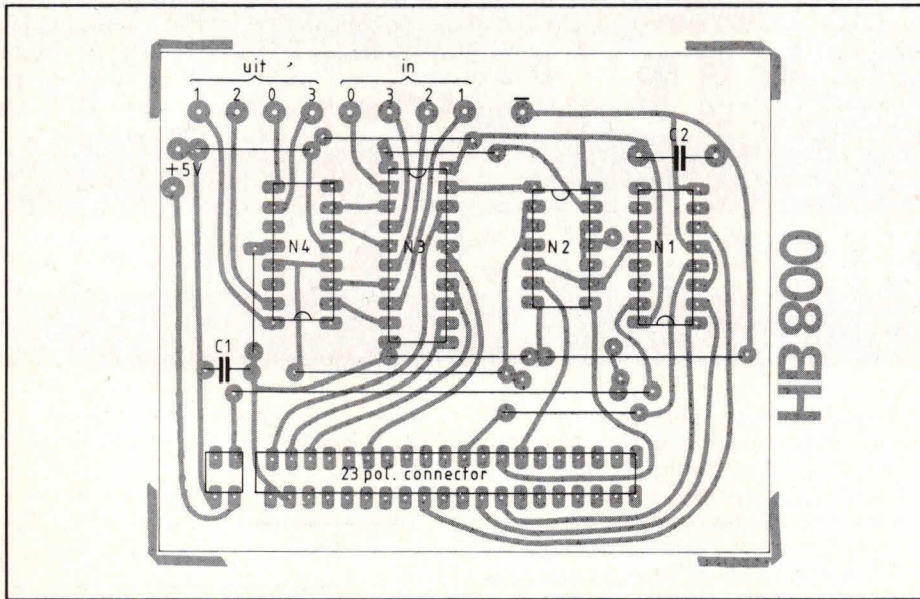 uit in
1 2 0 3 0 3 2 1 –
C2
+5V
N4 N3 N2 N1
C1
23 pol. connector
HB800